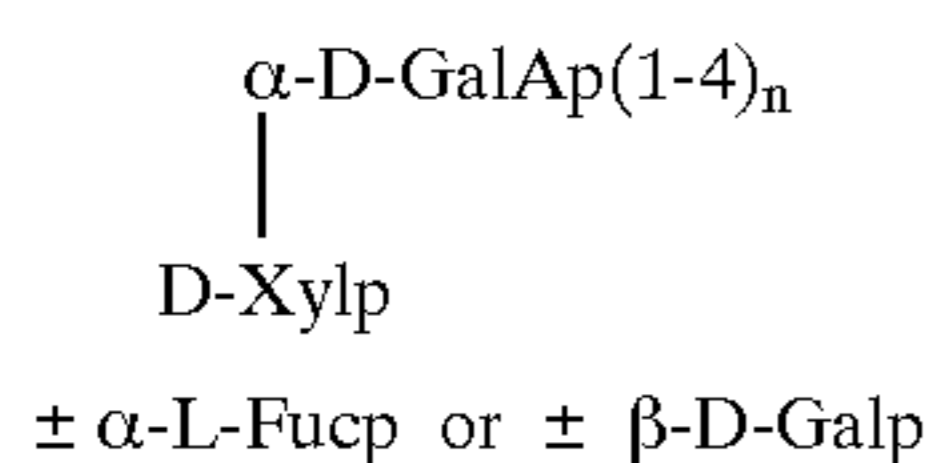 α-D-GalAp(1-4)n
D-Xylp
± α-L-Fucp or ± β-D-Galp